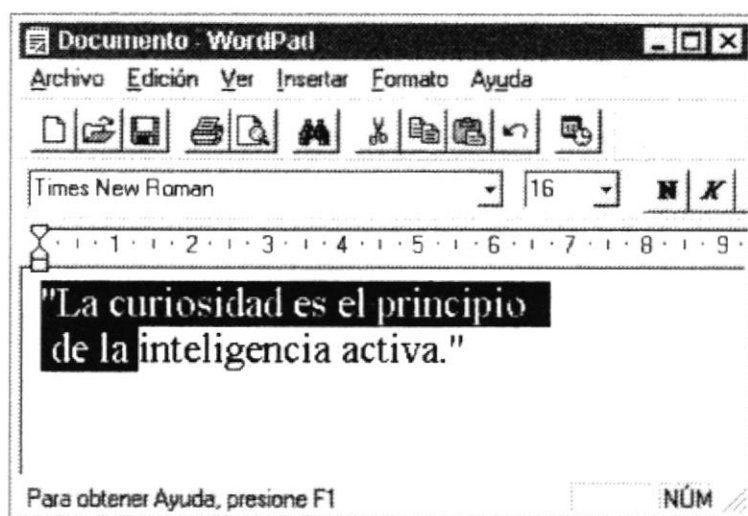 Documento - WordPad
Archivo Edición Ver Insertar Formato Ayuda
Times New Roman 16 N K
1 2 3 4 5 6 7 8 9
"La curiosidad es el principio
de la inteligencia activa."
Para obtener Ayuda, presione F1 NÚM